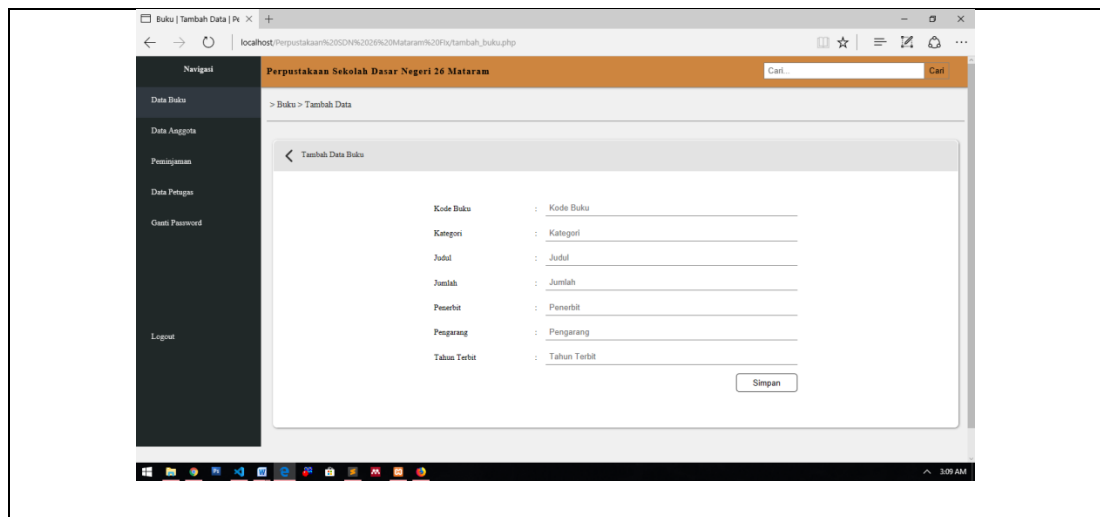 Buku | Tambah Data | Pe
localhost/Perpustakaan%20SDN%2026%20Mataram%20Fix/tambah_buku.php
Navigasi
Perpustakaan Sekolah Dasar Negeri 26 Mataram
Cari...
Cari
Data Buku
> Buku > Tambah Data
Data Anggota
Peminjaman
Tambah Data Buku
Data Petugas
Ganti Password
Kode Buku : Kode Buku
Kategori : Kategori
Judul : Judul
Jumlah : Jumlah
Penerbit : Penerbit
Pengarang : Pengarang
Logout
Tahun Terbit : Tahun Terbit
Simpan
3:09 AM